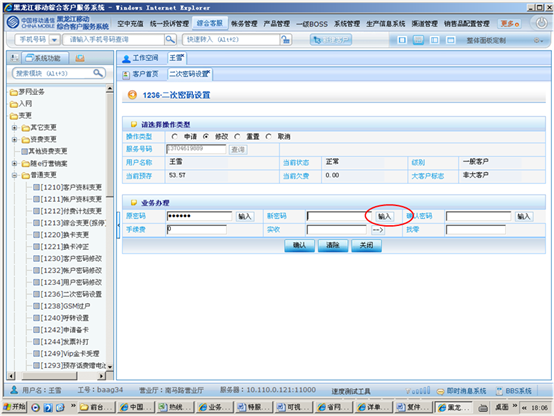 黑龙江移动综合客户服务系统 - Windows Internet Explorer
中国移动通信 CHINA MOBILE 黑龙江移动 综合客户服务系统 空中充值 统一投诉管理 综合客服 账务管理 产品管理 一级BOSS 系统管理 生产信息系统 渠道管理 销售品配置管理 更多
手机号码 请输入手机号码查询 快速转入 (Alt+2) 整体面板定制
系统功能 人工作空间 王雪
搜索模块 (Alt+3) 客户首页 二次密码设置
梦网业务
入网
变更
其它变更
资费变更
其他资费变更
随e行营销案
普通变更
[1210]客户资料变更
[1211]帐户资料变更
[1212]付费计划变更
[1213]综合变更(拆停)
[1220]换卡变更
[1221]换卡冲正
[1230]客户密码修改
[1232]帐户密码修改
[1234]用户密码修改
[1236]二次密码设置
[1238]GSM过户
[1240]呼转设置
[1242]申请备卡
[1244]发票补打
[1249]Vip金卡受理
[1293]预存话费赠电
1236·二次密码设置
请选择操作类型
操作类型 申请 修改 重置 取消
服务号码 13704619889 查询
用户名称 王雪 当前状态 正常 级别 一般客户
当前预存 53.57 当前欠费 0.00 大客户标志 非大客户
业务办理
原密码 ●●●●●● 输入 新密码 输入 确认密码 输入
手续费 0 实收 --> 找零
确认 清除 关闭
用户名：王雪 工号：baag34 营业厅：南马路营业厅 服务器：10.110.0.121:11000 速度测试工具 即时消息系统 BBS系统
开始 前台... 中国... 热线... 业务... 特服... 可视... 省网... 详单... 复件... 黑龙... 桌面 18:06